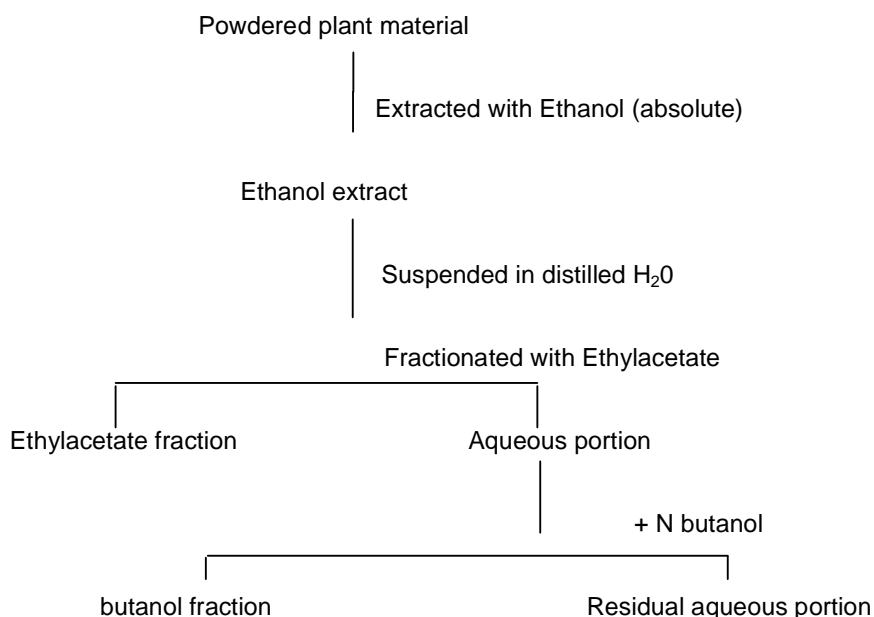 Powdered plant material
Extracted with Ethanol (absolute)
Ethanol extract
Suspended in distilled H₂0
Fractionated with Ethylacetate
Ethylacetate fraction
Aqueous portion
+ N butanol
butanol fraction
Residual aqueous portion